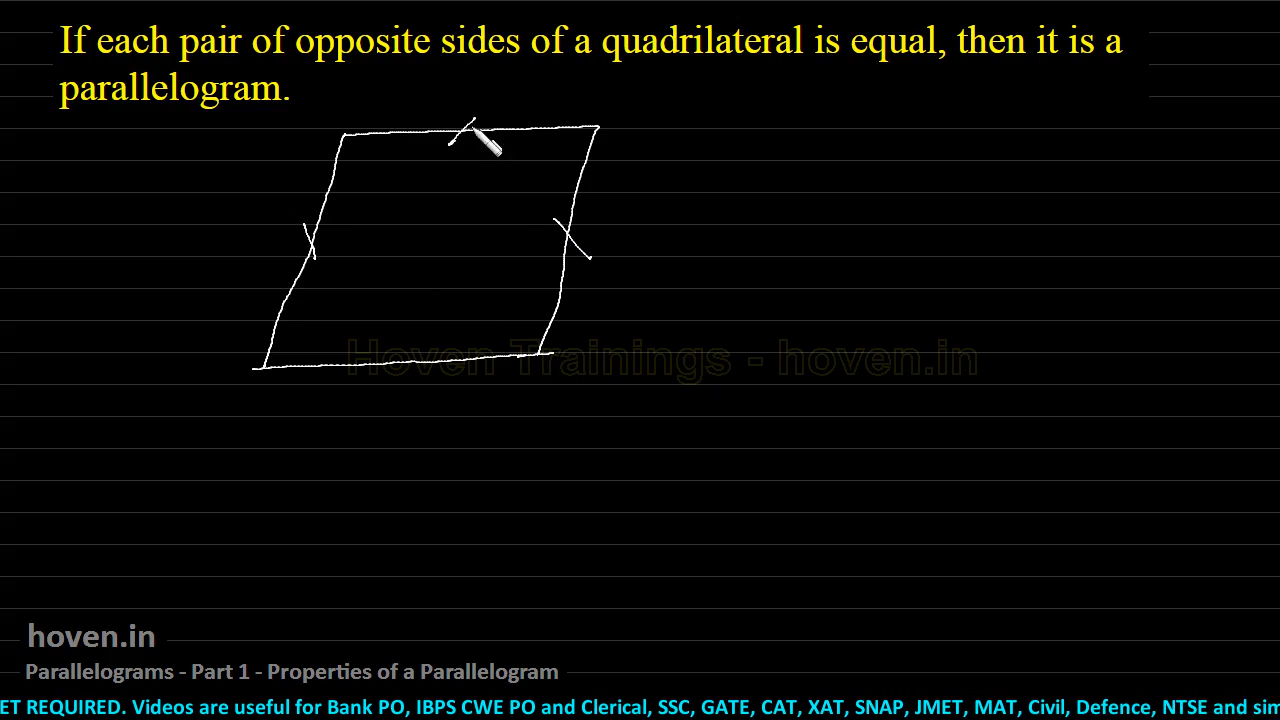 If each pair of opposite sides of a quadrilateral is equal, then it is a
parallelogram.
Hoven Trainings - hoven.in
hoven.in
Parallelograms - Part 1 - Properties of a Parallelogram
ET REQUIRED. Videos are useful for Bank PO, IBPS CWE PO and Clerical, SSC, GATE, CAT, XAT, SNAP, JMET, MAT, Civil, Defence, NTSE and sim